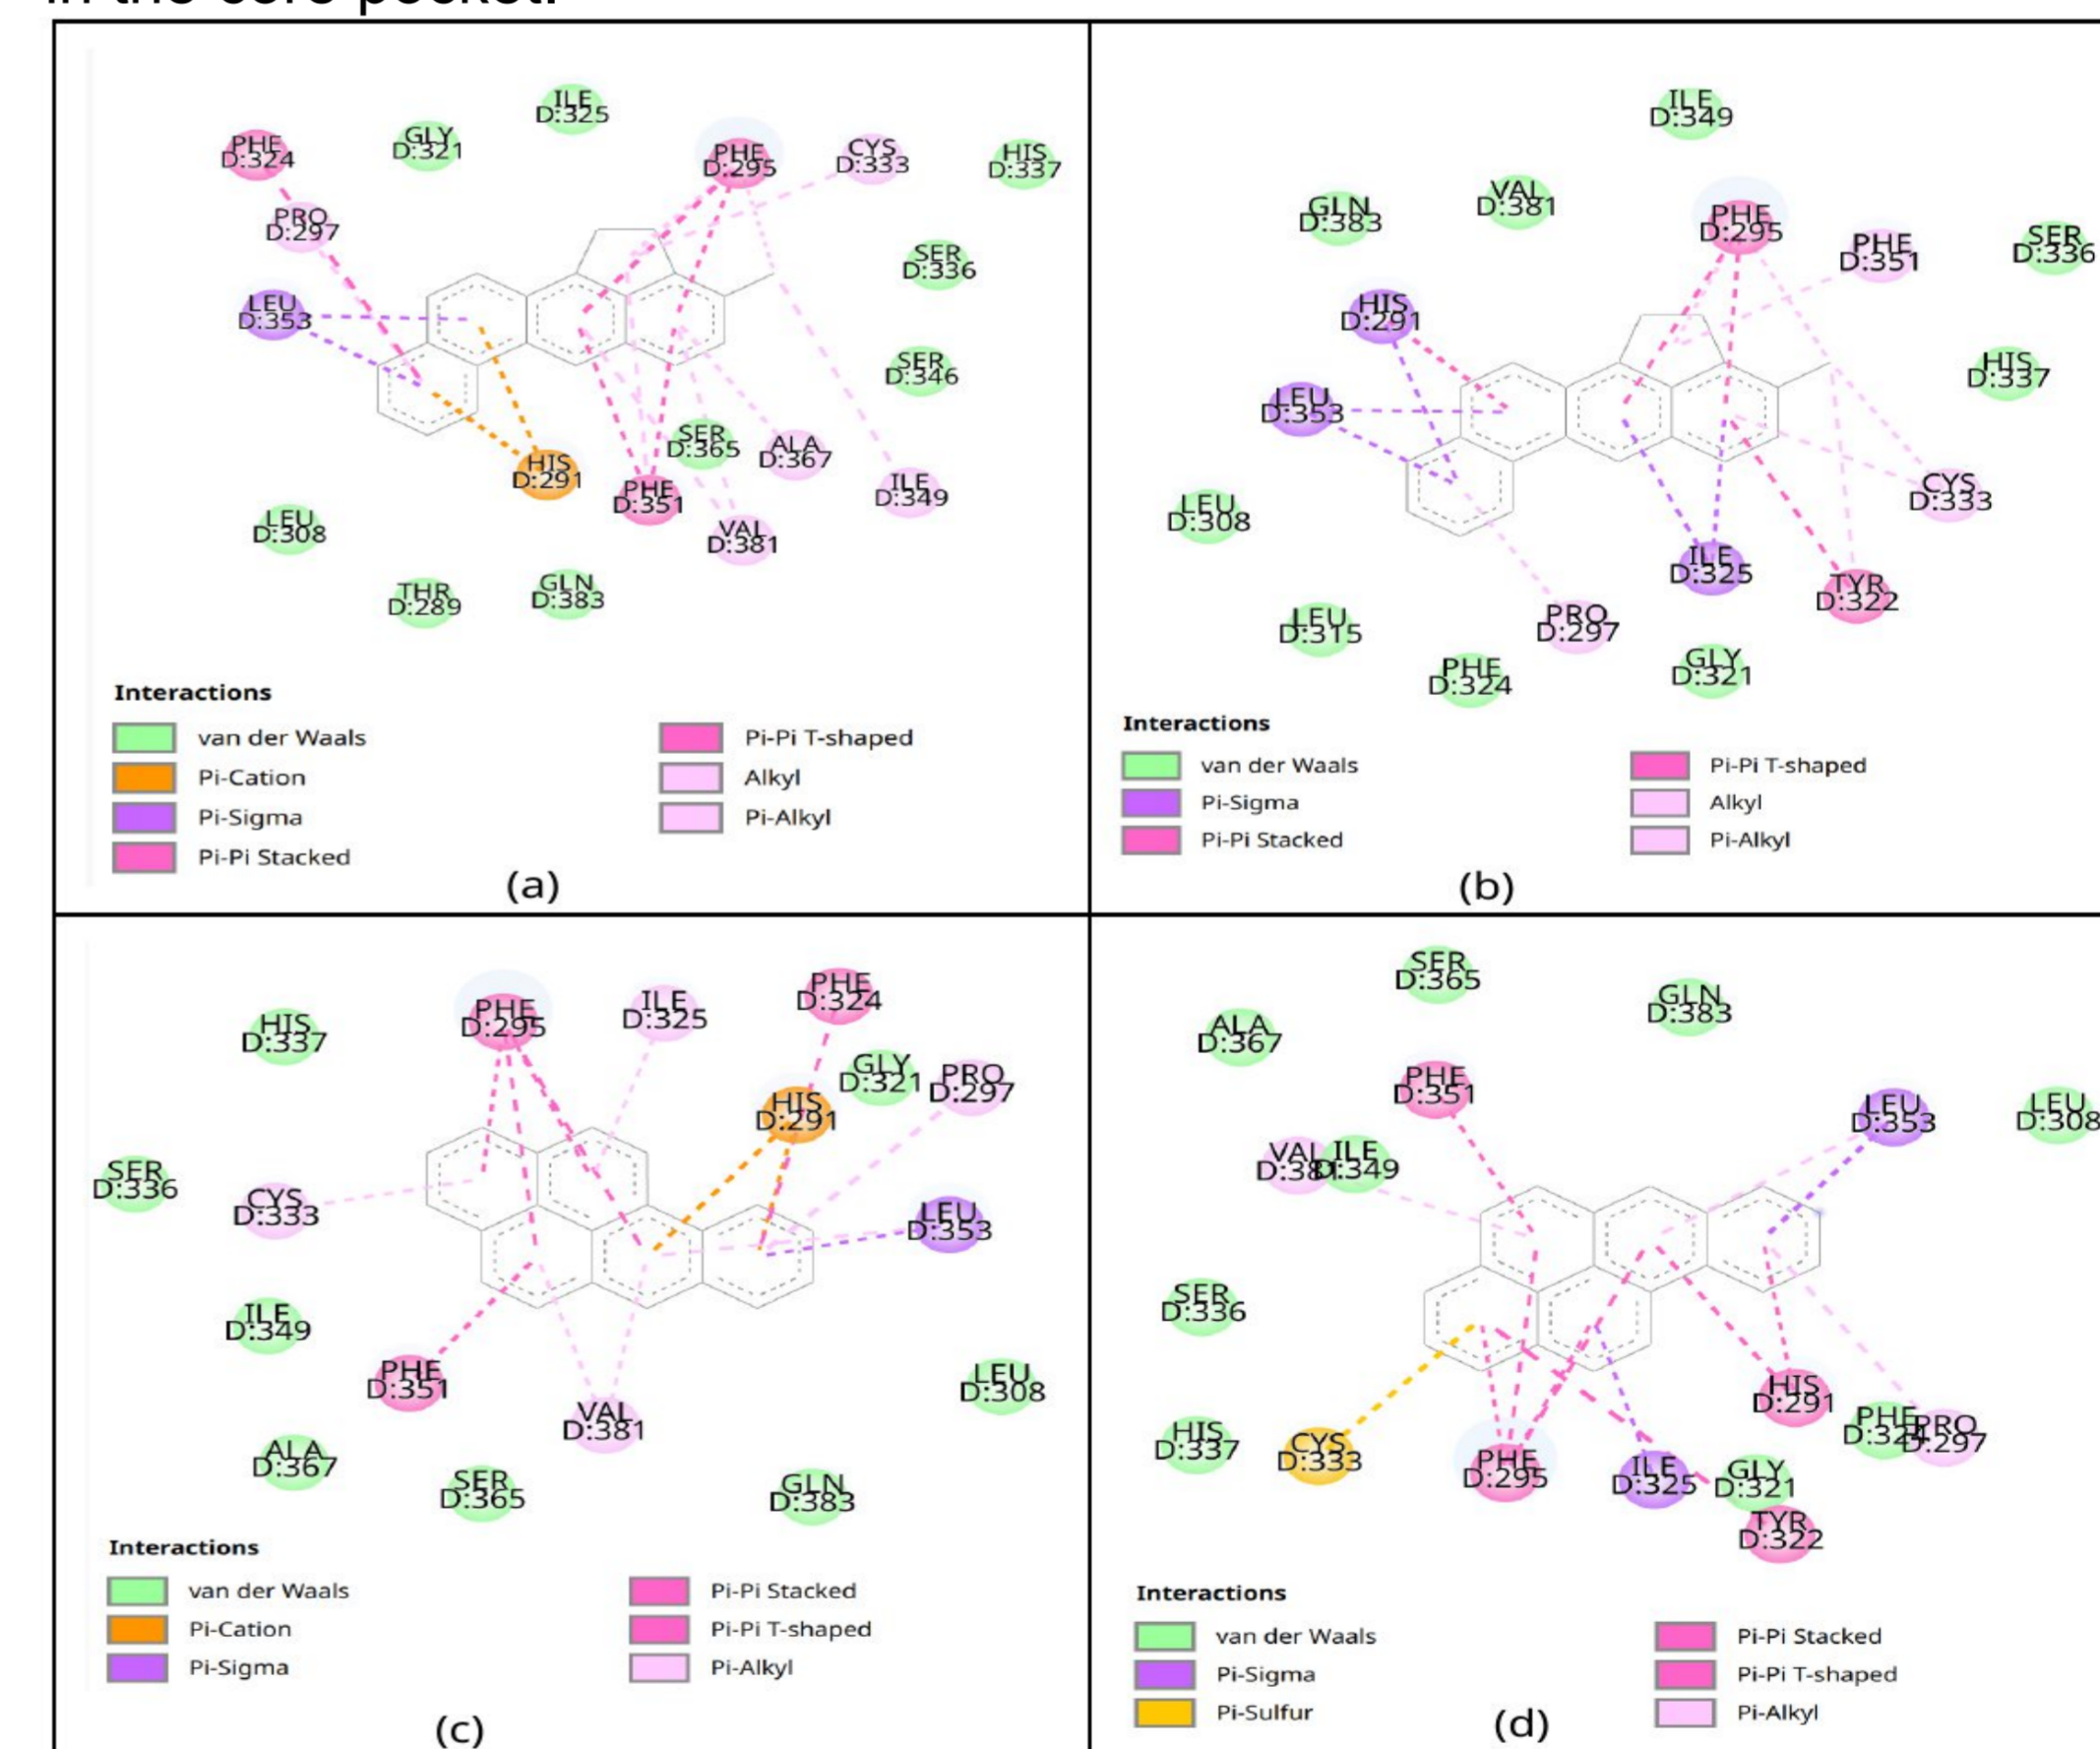 in the core pocket.
ILE
D:325
PHE
D:324
GLY
D:321
PHE
D:295
CYS
D:333
HIS
D:337
PRO
D:297
SER
D:336
LEU
D:353
SER
D:346
SER
D:365
ALA
D:367
HIS
D:291
PHE
D:351
ILE
D:349
LEU
D:308
VAL
D:381
THR
D:289
GLN
D:383
Interactions
van der Waals
Pi-Cation
Pi-Sigma
Pi-Pi Stacked
Pi-Pi T-shaped
Alkyl
Pi-Alkyl
(a)
ILE
D:349
GLN
D:383
VAL
D:381
PHE
D:295
PHE
D:351
SER
D:336
HIS
D:291
HIS
D:337
LEU
D:353
LEU
D:308
CYS
D:333
ILE
D:325
TYR
D:322
LEU
D:315
PRO
D:297
PHE
D:324
GLY
D:321
Interactions
van der Waals
Pi-Sigma
Pi-Pi Stacked
Pi-Pi T-shaped
Alkyl
Pi-Alkyl
(b)
PHE
D:324
PHE
D:295
ILE
D:325
HIS
D:337
GLY
D:321
PRO
D:297
HIS
D:291
SER
D:336
CYS
D:333
LEU
D:353
ILE
D:349
PHE
D:351
LEU
D:308
VAL
D:381
ALA
D:367
SER
D:365
GLN
D:383
Interactions
van der Waals
Pi-Cation
Pi-Sigma
Pi-Pi Stacked
Pi-Pi T-shaped
Pi-Alkyl
(c)
SER
D:365
GLN
D:383
ALA
D:367
PHE
D:351
LEU
D:353
LEU
D:308
VAL
D:381
ILE
D:349
SER
D:336
HIS
D:291
HIS
D:337
CYS
D:333
PHE
D:295
ILE
D:325
GLY
D:321
PHE
D:324
PRO
D:297
TYR
D:322
Interactions
van der Waals
Pi-Sigma
Pi-Sulfur
Pi-Pi Stacked
Pi-Pi T-shaped
Pi-Alkyl
(d)